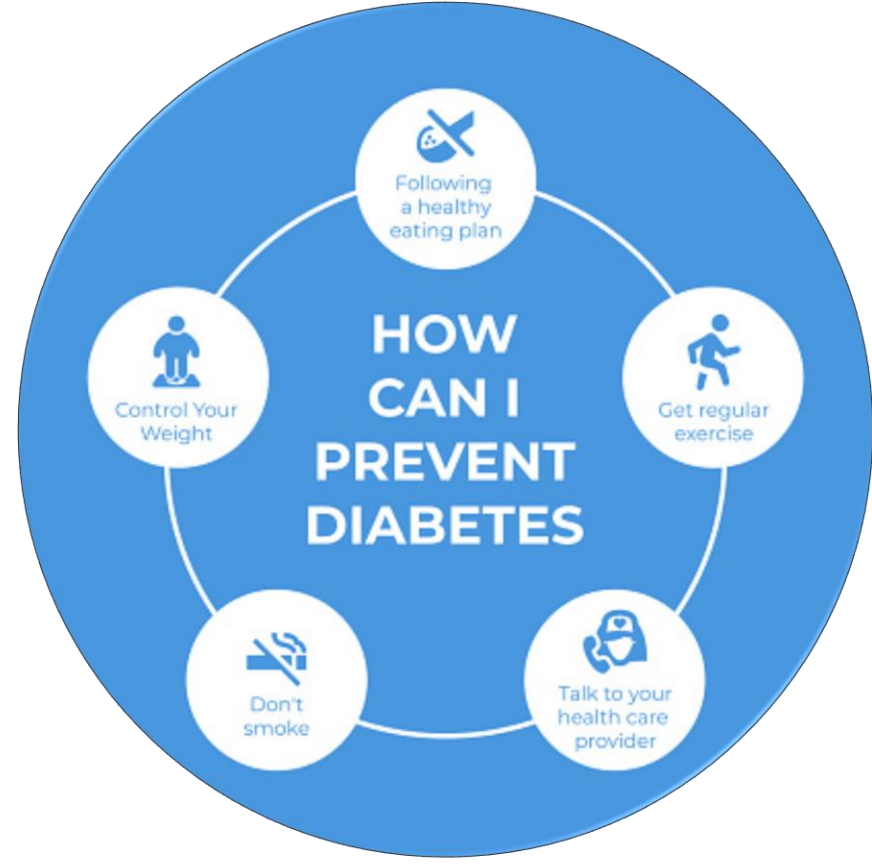 HOW
CAN I
PREVENT
DIABETES
Following
a healthy
eating plan
Get regular
exercise
Talk to your
health care
provider
Don't
smoke
Control Your
Weight